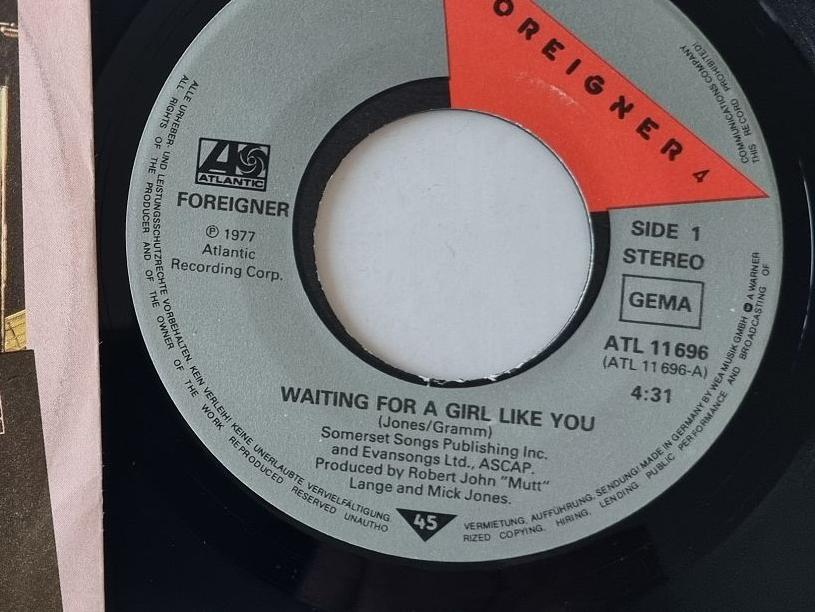 OREIGNER 4
ATLANTIC
FOREIGNER
℗ 1977
Atlantic
Recording Corp.
SIDE 1
STEREO
GEMA
ATL 11 696
(ATL 11 696-A)
4:31
WAITING FOR A GIRL LIKE YOU
(Jones/Gramm)
Somerset Songs Publishing Inc.
and Evansongs Ltd., ASCAP.
Produced by Robert John "Mutt"
Lange and Mick Jones.
45
ALLE URHEBER- UND LEISTUNGSSCHUTZRECHTE VORBEHALTEN. KEIN VERLEIH! KEINE UNERLAUBTE VERVIELFÄLTIGUNG.
VERMIETUNG, AUFFÜHRUNG, SENDUNG! MADE IN GERMANY BY WEA MUSIK GMBH A WARNER
COMMUNICATIONS COMPANY
ALL RIGHTS OF THE PRODUCER AND OF THE OWNER OF THE WORK REPRODUCED RESERVED UNAUTHO
RIZED COPYING, HIRING, LENDING PUBLIC PERFORMANCE AND BROADCASTING OF
THIS RECORD PROHIBITED!